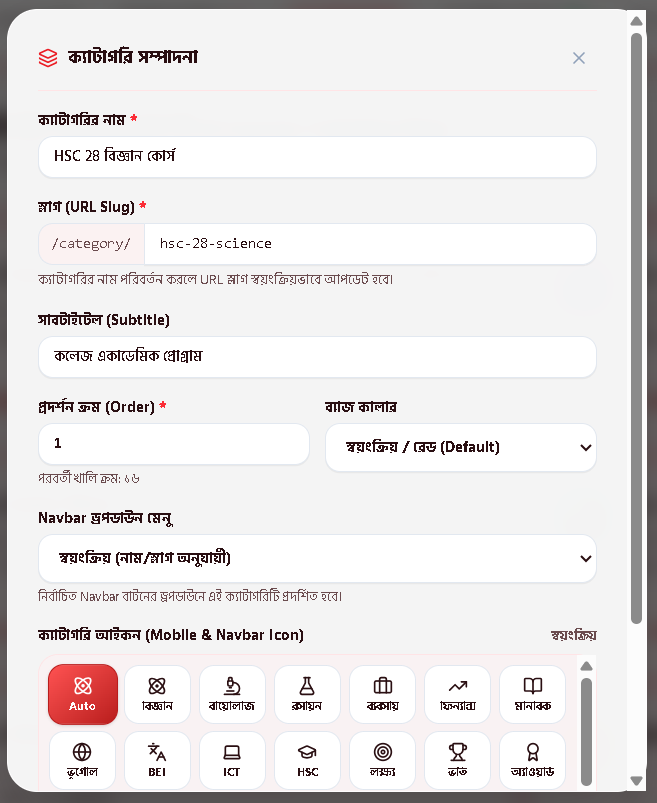 ক্যাটাগরি সম্পাদনা
ক্যাটাগরির নাম *
HSC 28 বিজ্ঞান কোর্স
স্লাগ (URL Slug) *
/category/ hsc-28-science
ক্যাটাগরির নাম পরিবর্তন করলে URL স্লাগ স্বয়ংক্রিয়ভাবে আপডেট হবে।
সাবটাইটেল (Subtitle)
কলেজ একাডেমিক প্রোগ্রাম
প্রদর্শন ক্রম (Order) * ব্যাজ কালার
1 স্বয়ংক্রিয় / রেড (Default)
পরবর্তী খালি ক্রম: ১৬
Navbar ড্রপডাউন মেনু
স্বয়ংক্রিয় (নাম/স্লাগ অনুযায়ী)
নির্বাচিত Navbar বাটনের ড্রপডাউনে এই ক্যাটাগরিটি প্রদর্শিত হবে।
ক্যাটাগরি আইকন (Mobile & Navbar Icon) স্বয়ংক্রিয়
Auto বিজ্ঞান বায়োলজি রসায়ন ব্যবসায় ফিন্যান্স মানবিক
ভূগোল BEI ICT HSC লক্ষ্য ভর্তি অ্যাওয়ার্ড